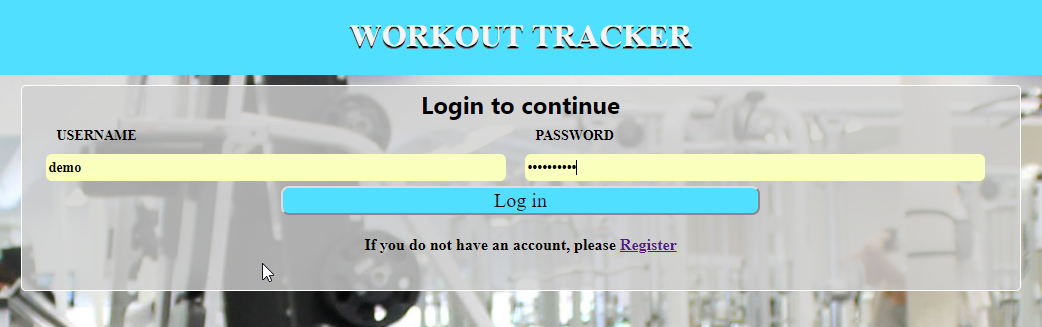 WORKOUT TRACKER
Login to continue
USERNAME PASSWORD
demo ••••••••••
Log in
If you do not have an account, please Register